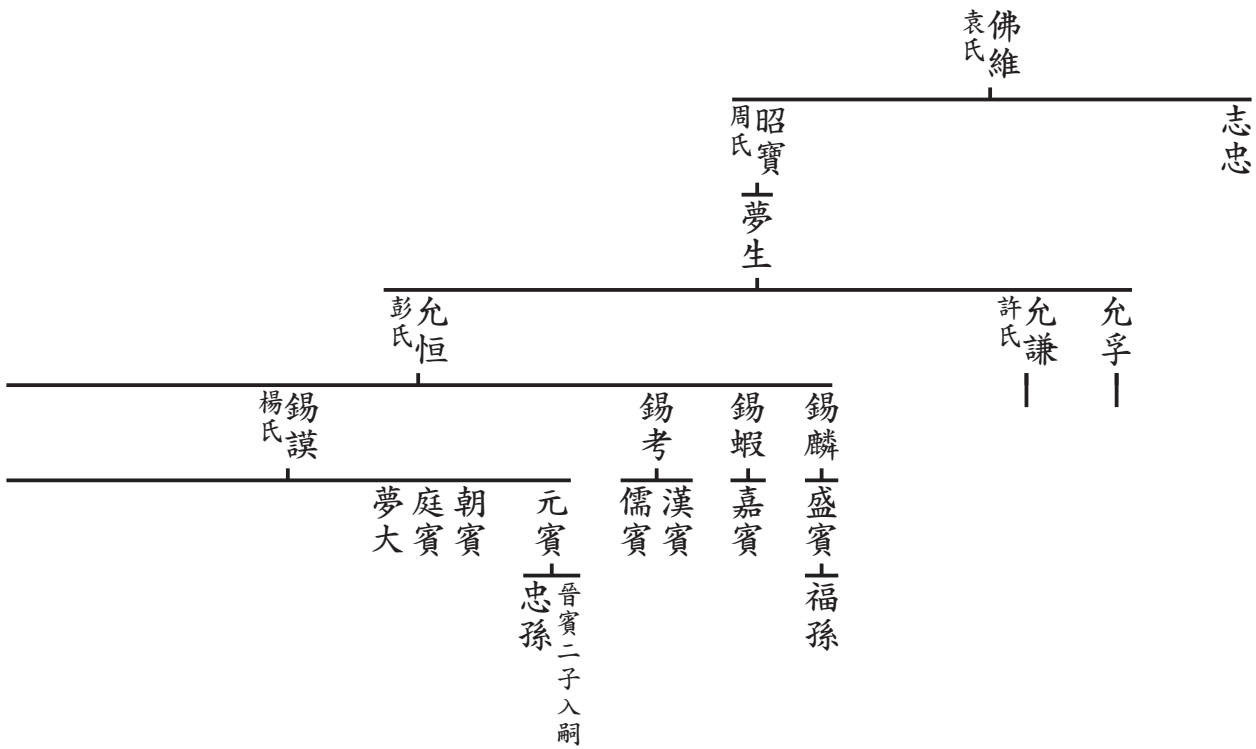 佛維
袁氏
志忠
昭寶
周氏
夢生
允孚
允謙
許氏
允恒
彭氏
錫麟
錫蝦
錫考
錫謨
楊氏
盛賓
嘉賓
漢賓
儒賓
元賓
朝賓
庭賓
夢大
福孫
晉賓二子入嗣
忠孫